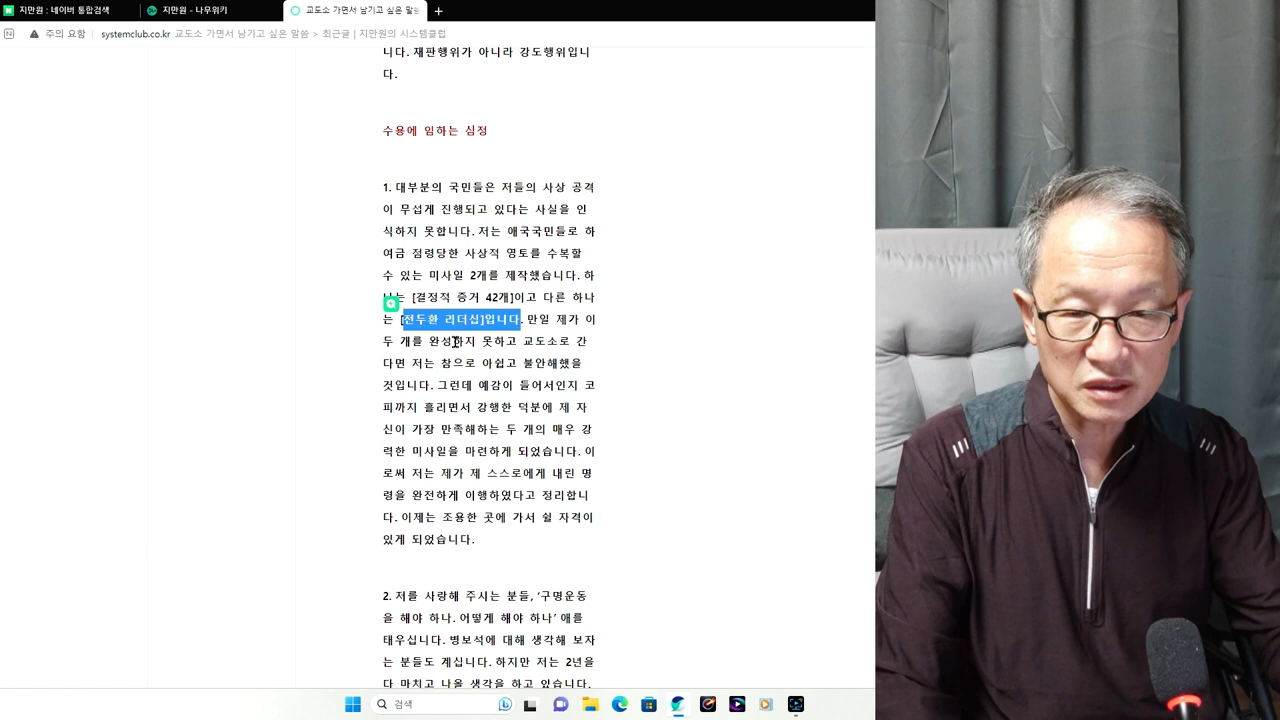 지만원 : 네이버 통합검색
지만원 - 나무위키
교도소 가면서 남기고 싶은 말씀
주의 요함
systemclub.co.kr 교도소 가면서 남기고 싶은 말씀 > 최근글 | 지만원의 시스템클럽
니다. 재판행위가 아니라 강도행위입니
다.
수용에 임하는 심정
1. 대부분의 국민들은 저들의 사상 공격
이 무섭게 진행되고 있다는 사실을 인
식하지 못합니다. 저는 애국국민들로 하
여금 점령당한 사상적 영토를 수복할
수 있는 미사일 2개를 제작했습니다. 하
나는 [결정적 증거 42개]이고 다른 하나
는 [전두환 리더십]입니다. 만일 제가 이
두 개를 완성하지 못하고 교도소로 간
다면 저는 참으로 아쉽고 불안해했을
것입니다. 그런데 예감이 들어서인지 코
피까지 흘리면서 강행한 덕분에 제 자
신이 가장 만족해하는 두 개의 매우 강
력한 미사일을 마련하게 되었습니다. 이
로써 저는 제가 제 스스로에게 내린 명
령을 완전하게 이행하였다고 정리합니
다. 이제는 조용한 곳에 가서 쉴 자격이
있게 되었습니다.
2. 저를 사랑해 주시는 분들, ‘구명운동
을 해야 하나. 어떻게 해야 하나’ 애를
태우십니다. 병보석에 대해 생각해 보자
는 분들도 계십니다. 하지만 저는 2년을
다 마치고 나올 생각을 하고 있습니다.
검색